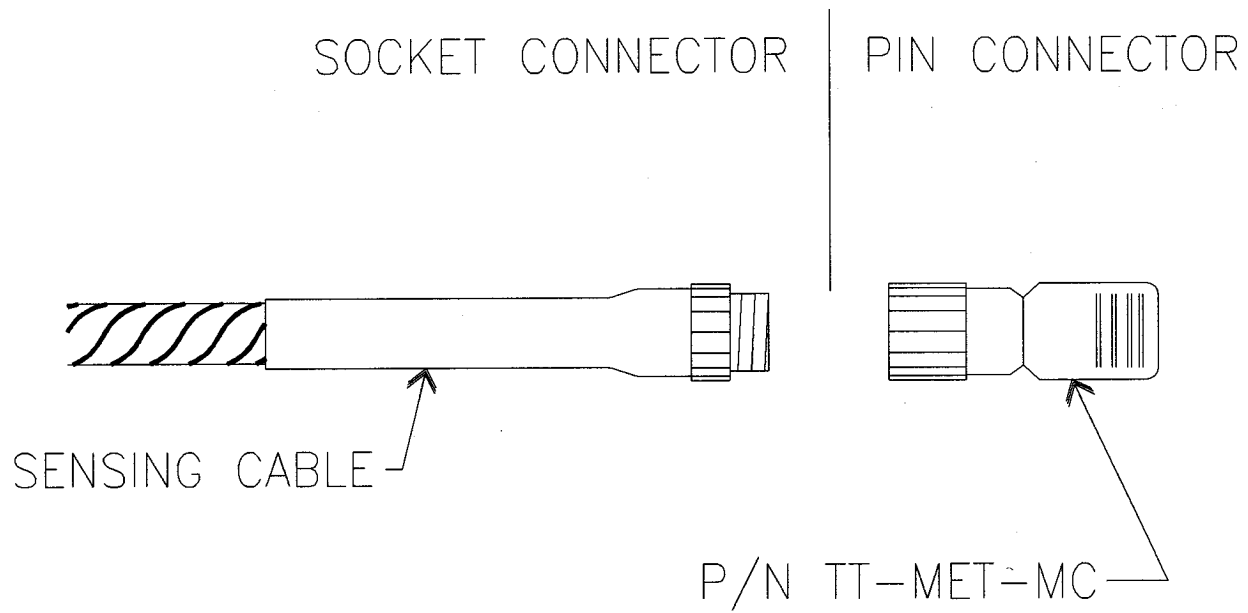 SOCKET CONNECTOR
PIN CONNECTOR
SENSING CABLE
P/N TT-MET-MC